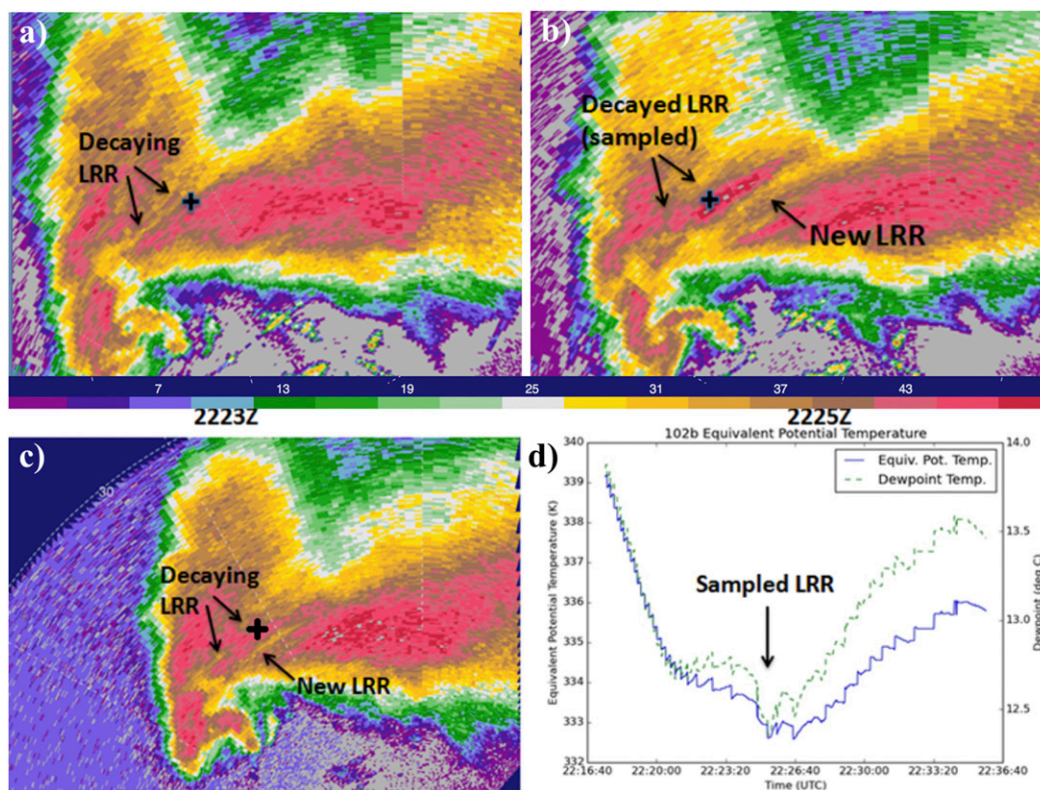 a)
Decaying
LRR
b)
Decayed LRR
(sampled)
New LRR
7 13 19 25 31 37 43
2223Z
2225Z
c)
30
Decaying
LRR
New LRR
d)
102b Equivalent Potential Temperature
Equiv. Pot. Temp.
Dewpoint Temp.
Sampled LRR
Equivalent Potential Temperature (K)
340
339
338
337
336
335
334
333
332
14.0
13.5
13.0
12.5
Dewpoint (deg C)
22:16:40 22:20:00 22:23:20 22:26:40 22:30:00 22:33:20 22:36:40
Time (UTC)